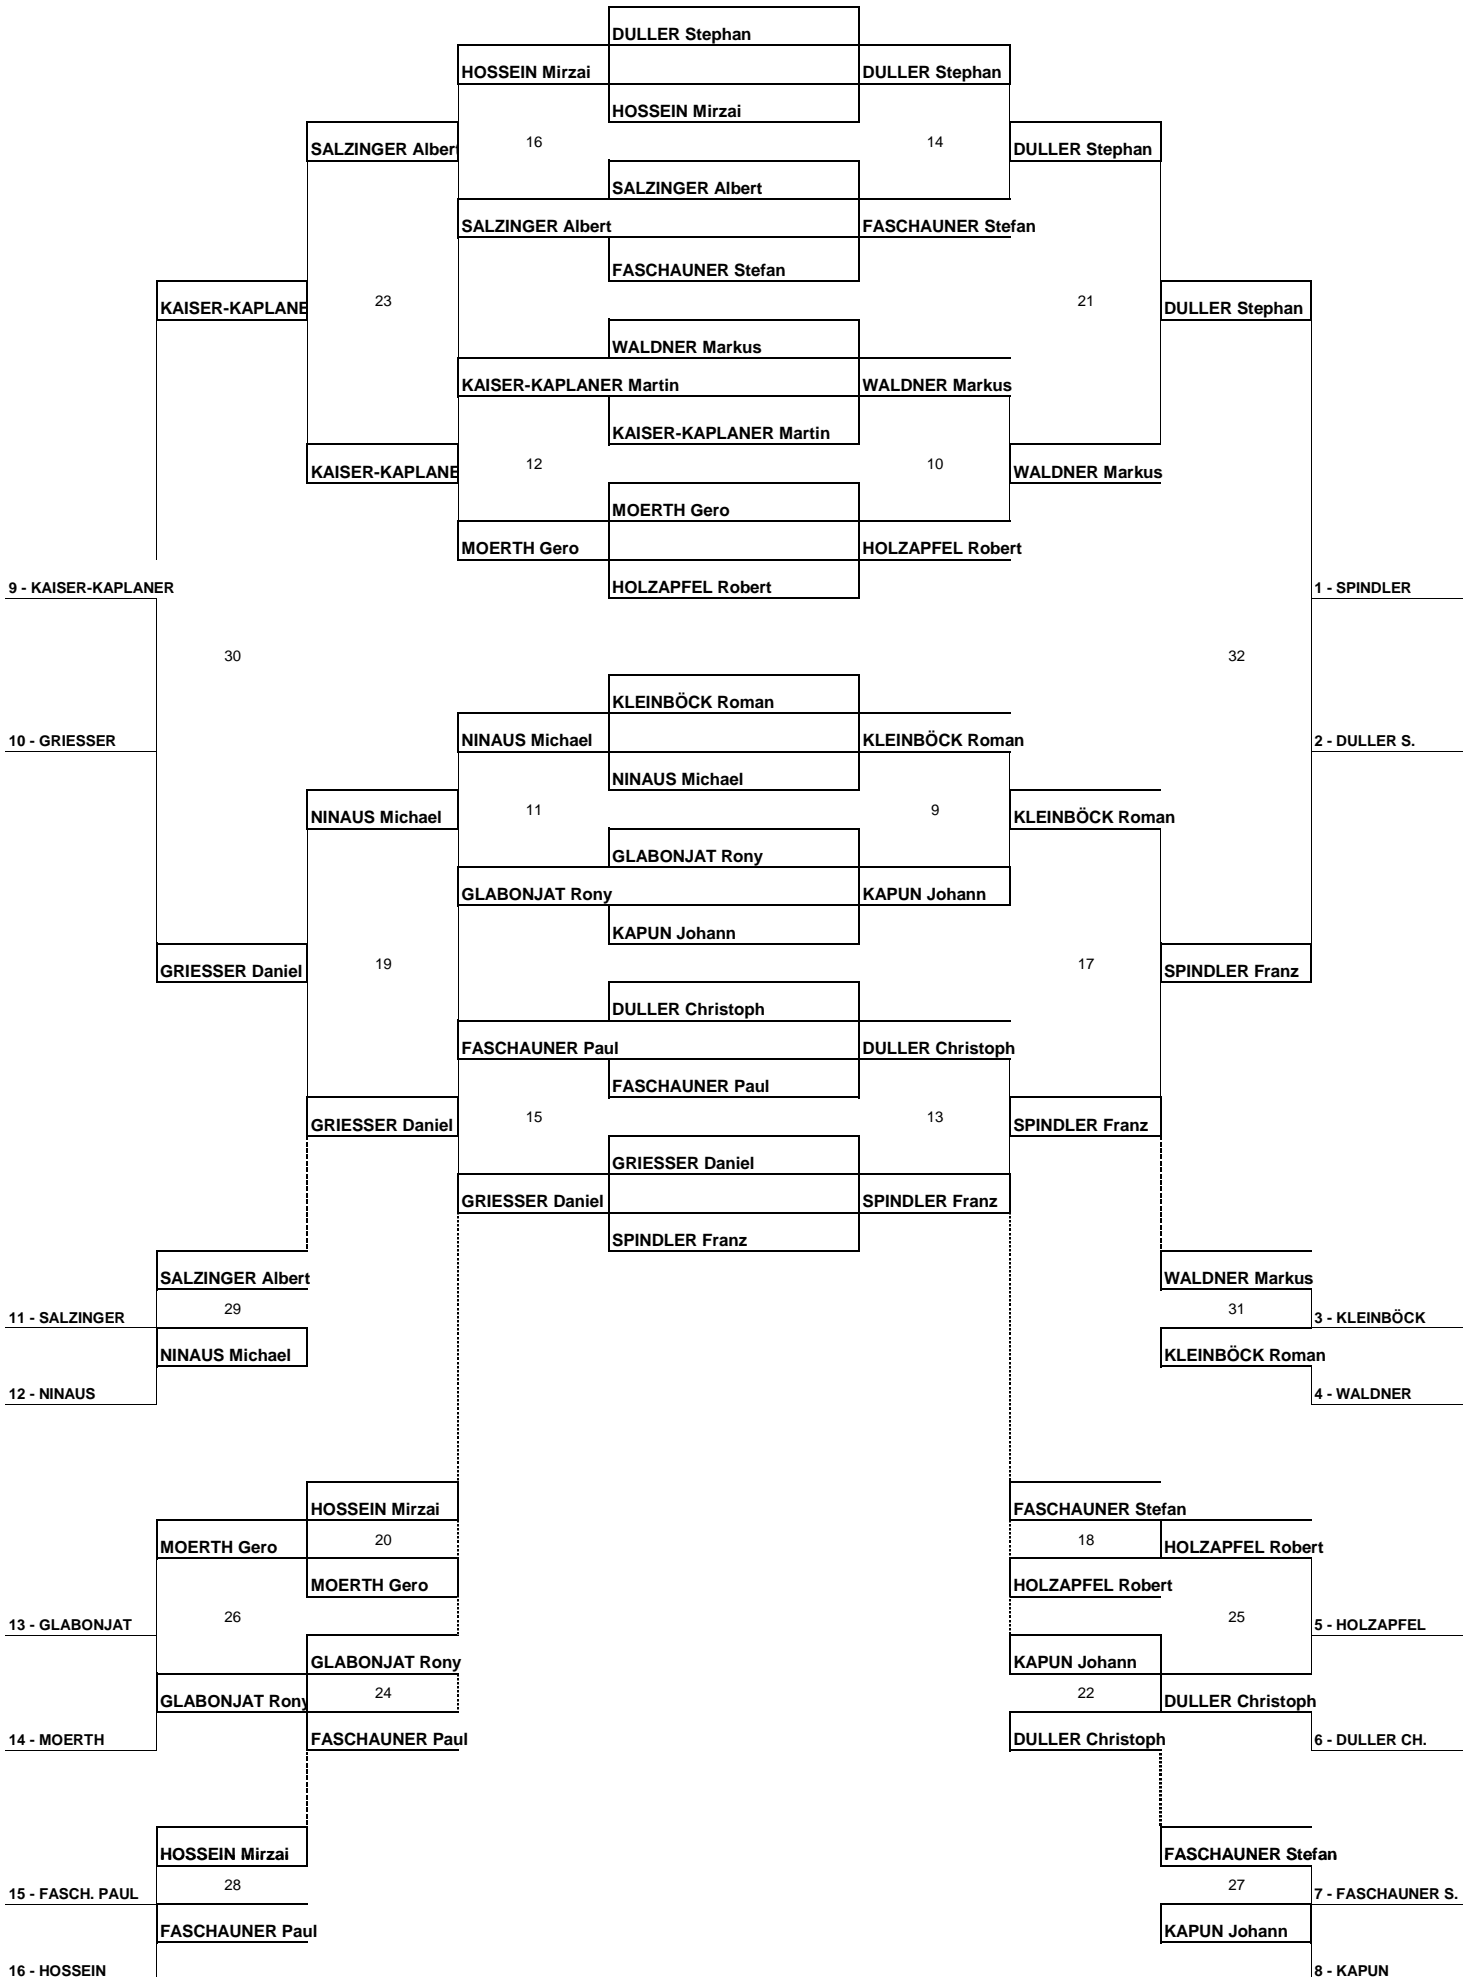 DULLER Stephan
HOSSEIN Mirzai DULLER Stephan
HOSSEIN Mirzai
16 14
SALZINGER Albert DULLER Stephan
SALZINGER Albert
SALZINGER Albert FASCHAUNER Stefan
FASCHAUNER Stefan
23 21
KAISER-KAPLANE DULLER Stephan
WALDNER Markus
KAISER-KAPLANER Martin WALDNER Markus
KAISER-KAPLANER Martin
12 10
KAISER-KAPLANE WALDNER Markus
MOERTH Gero
MOERTH Gero HOLZAPFEL Robert
9 - KAISER-KAPLANER HOLZAPFEL Robert 1 - SPINDLER
30 32
KLEINBÖCK Roman
10 - GRIESSER NINAUS Michael KLEINBÖCK Roman 2 - DULLER S.
NINAUS Michael
11 9
NINAUS Michael KLEINBÖCK Roman
GLABONJAT Rony
GLABONJAT Rony KAPUN Johann
KAPUN Johann
19 17
GRIESSER Daniel SPINDLER Franz
DULLER Christoph
FASCHAUNER Paul DULLER Christoph
FASCHAUNER Paul
15 13
GRIESSER Daniel SPINDLER Franz
GRIESSER Daniel
GRIESSER Daniel SPINDLER Franz
SPINDLER Franz
SALZINGER Albert WALDNER Markus
29 31
11 - SALZINGER 3 - KLEINBÖCK
NINAUS Michael KLEINBÖCK Roman
12 - NINAUS 4 - WALDNER
HOSSEIN Mirzai FASCHAUNER Stefan
MOERTH Gero 20 18 HOLZAPFEL Robert
MOERTH Gero HOLZAPFEL Robert
26 25
13 - GLABONJAT 5 - HOLZAPFEL
GLABONJAT Rony KAPUN Johann
GLABONJAT Rony 24 22 DULLER Christoph
14 - MOERTH FASCHAUNER Paul DULLER Christoph 6 - DULLER CH.
HOSSEIN Mirzai FASCHAUNER Stefan
28 27
15 - FASCH. PAUL 7 - FASCHAUNER S.
FASCHAUNER Paul KAPUN Johann
16 - HOSSEIN 8 - KAPUN